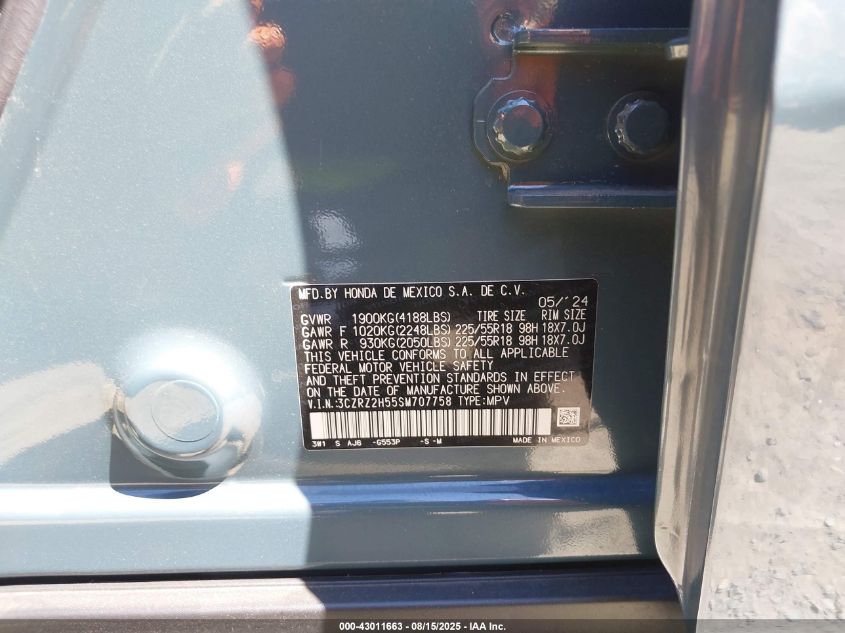 MFD.BY HONDA DE MEXICO S.A. DE C.V.
05/'24
GVWR 1900KG(4188LBS) TIRE SIZE RIM SIZE
GAWR F 1020KG(2248LBS) 225/55R18 98H 18X7.0J
GAWR R 930KG(2050LBS) 225/55R18 98H 18X7.0J
THIS VEHICLE CONFORMS TO ALL APPLICABLE
FEDERAL MOTOR VEHICLE SAFETY
AND THEFT PREVENTION STANDARDS IN EFFECT
ON THE DATE OF MANUFACTURE SHOWN ABOVE.
V.I.N.:3CZRZ2H55SM707758 TYPE:MPV
3W1 S AJB -G553P -S -M MADE IN MEXICO
000-43011663 - 08/15/2025 - IAA Inc.